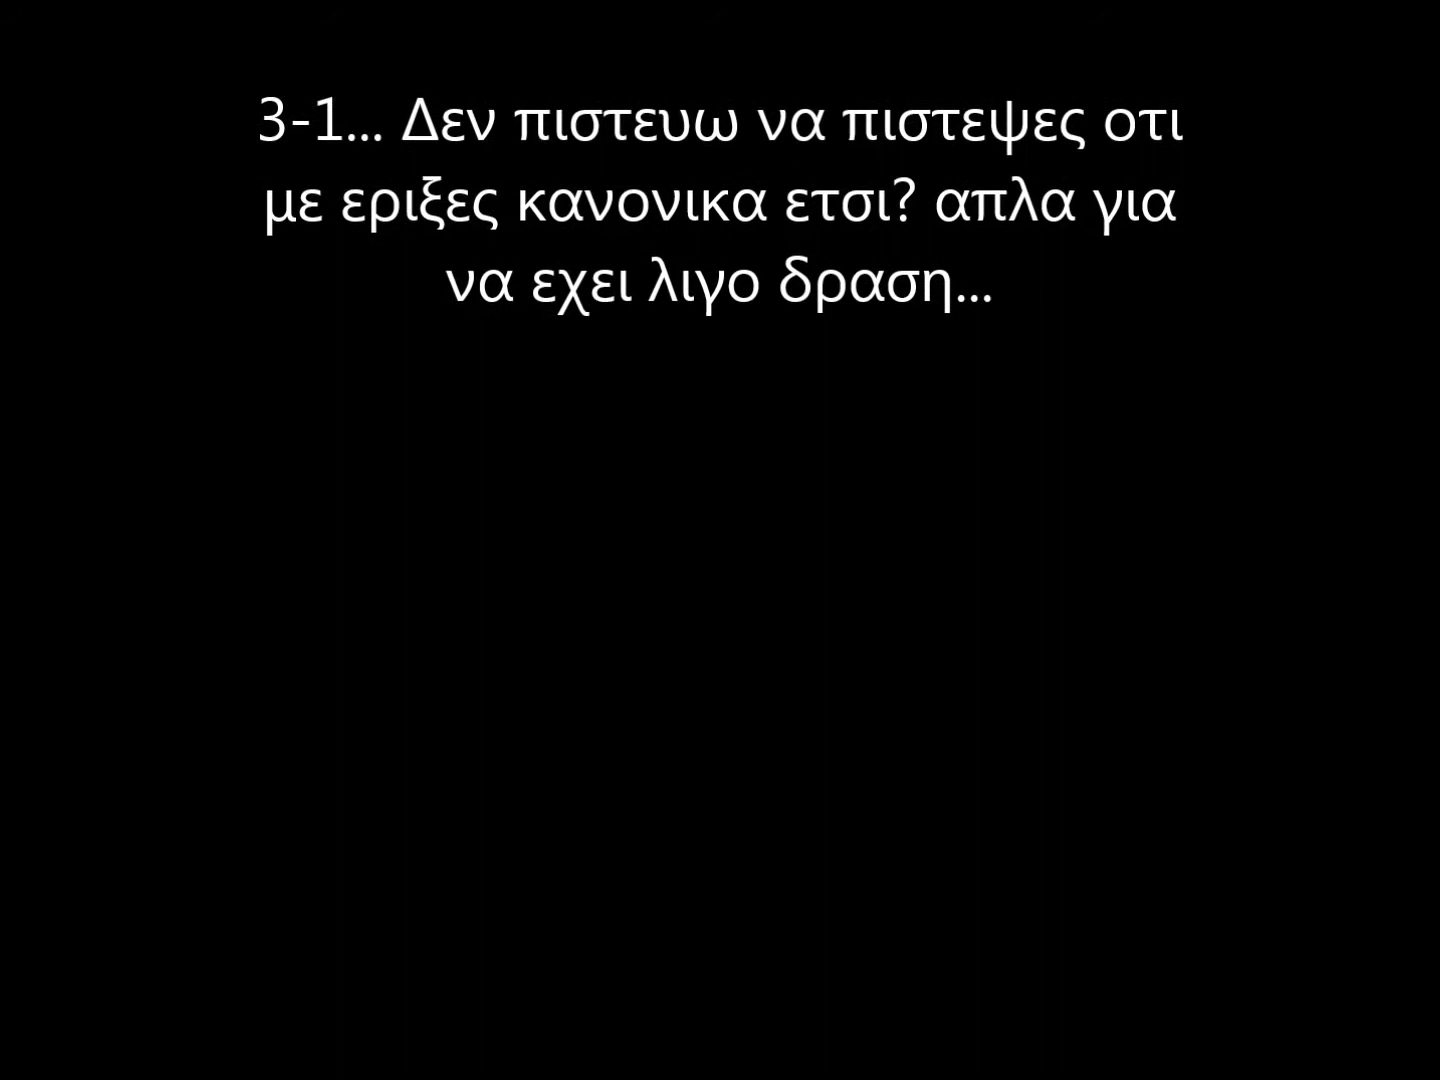 3-1... Δεν πιστευω να πιστεψες οτι
με εριξες κανονικα ετσι? απλα για
να εχει λιγο δραση...